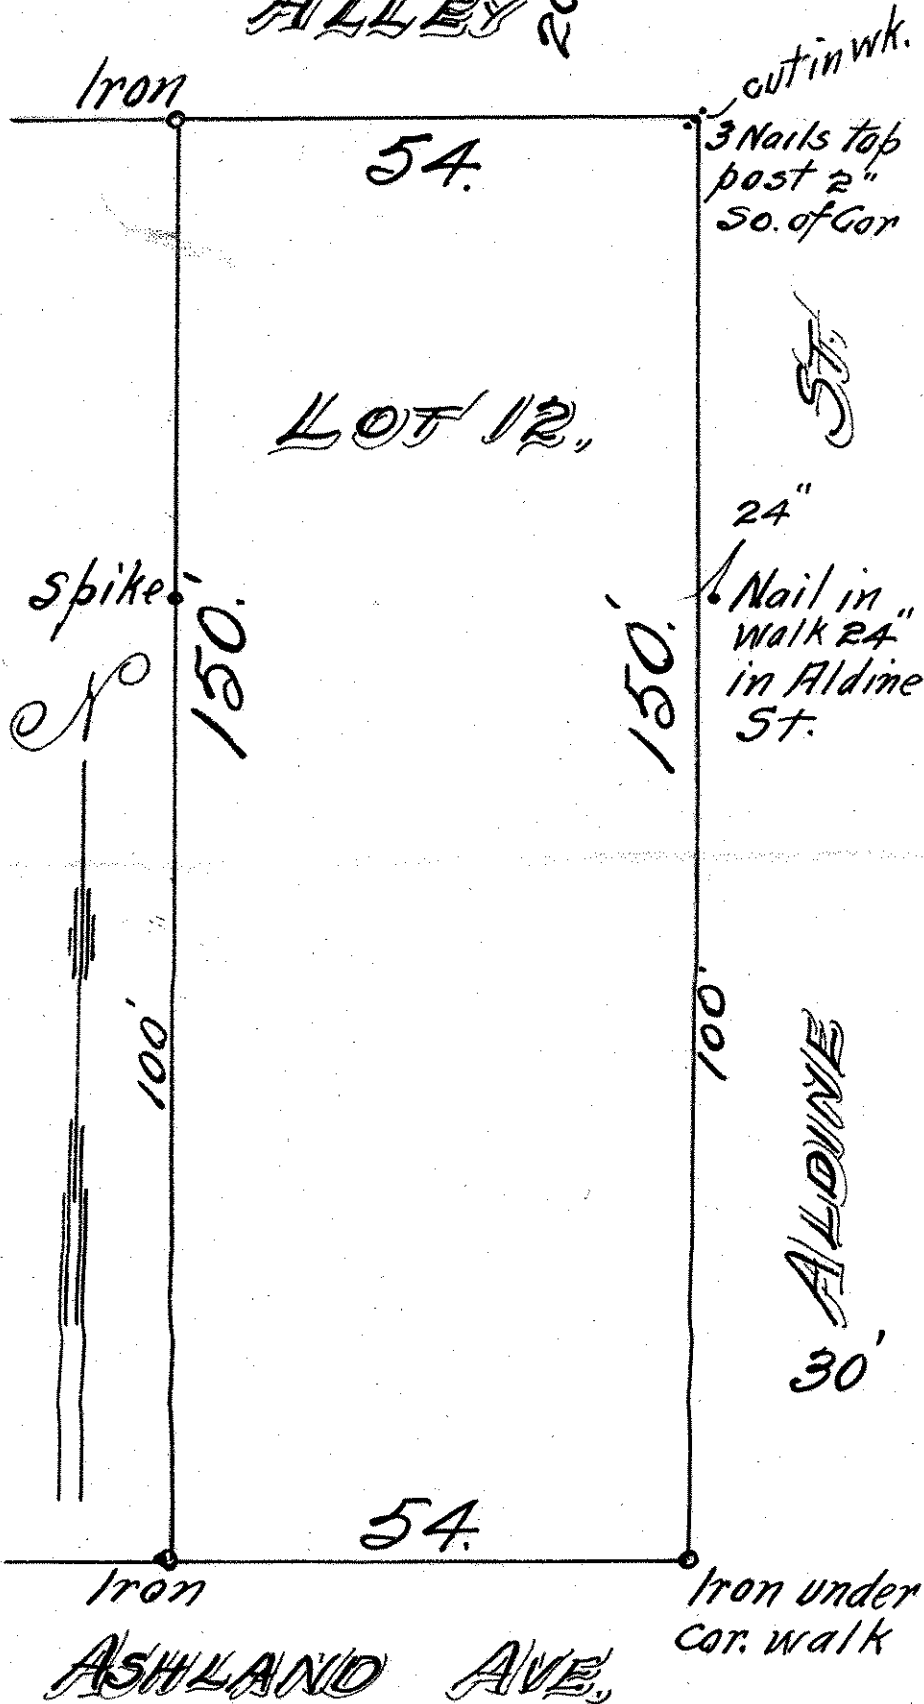 ALLEY
Iron
cut in wk.
54.
3 Nails top
post 2"
So. of Cor
LOT 12,
ST.
24"
Spike
Nail in
walk 24"
in Aldine
St.
150.'
150.'
N
100'
100'
ALDINE
30'
54.
Iron
Iron under
cor. walk
ASHLAND AVE.,